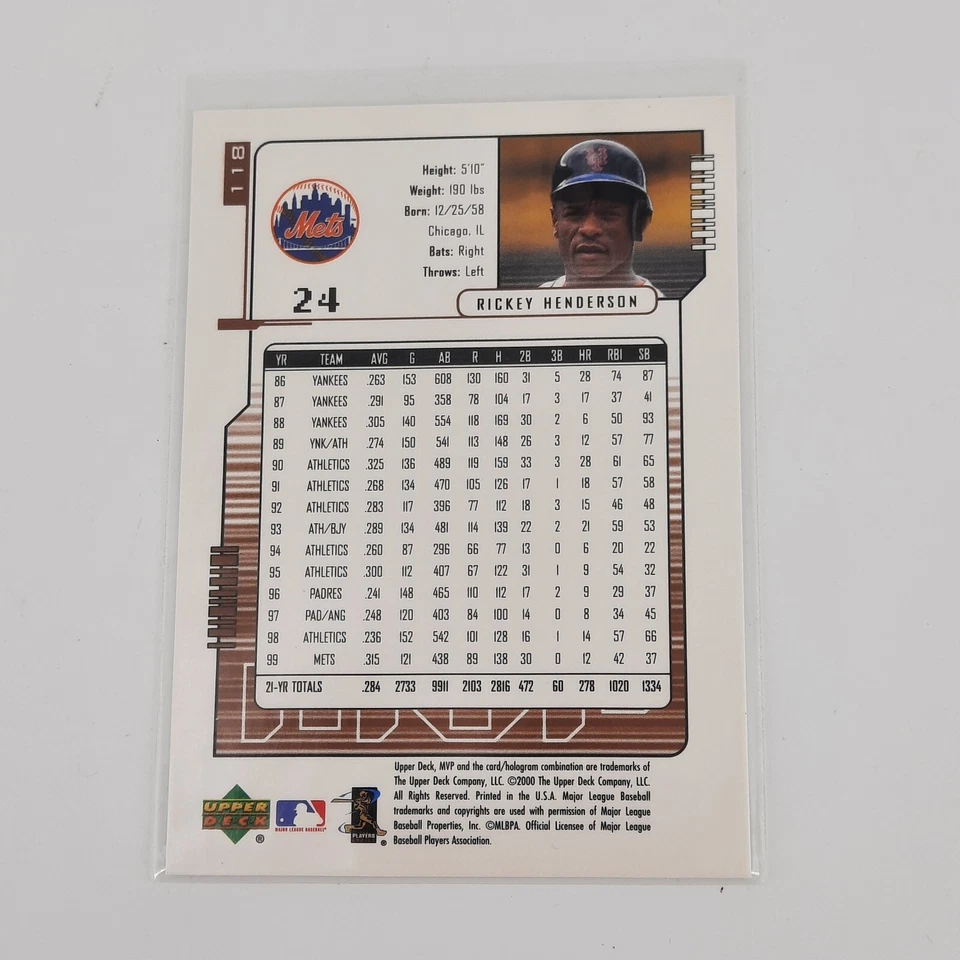 118
Mets
24
Height: 5'10"
Weight: 190 lbs
Born: 12/25/58
Chicago, IL
Bats: Right
Throws: Left
RICKEY HENDERSON
YR TEAM AVG G AB R H 2B 3B HR RBI SB
86 YANKEES .263 153 608 130 160 31 5 28 74 87
87 YANKEES .291 95 358 78 104 17 3 17 37 41
88 YANKEES .305 140 554 118 169 30 2 6 50 93
89 YNK/ATH .274 150 541 113 148 26 3 12 57 77
90 ATHLETICS .325 136 489 119 159 33 3 28 61 65
91 ATHLETICS .268 134 470 105 126 17 1 18 57 58
92 ATHLETICS .283 117 396 77 112 18 3 15 46 48
93 ATH/BJY .289 134 481 114 139 22 2 21 59 53
94 ATHLETICS .260 87 296 66 77 13 0 6 20 22
95 ATHLETICS .300 112 407 67 122 31 1 9 54 32
96 PADRES .241 148 465 110 112 17 2 9 29 37
97 PAD/ANG .248 120 403 84 100 14 0 8 34 45
98 ATHLETICS .236 152 542 101 128 16 1 14 57 66
99 METS .315 121 438 89 138 30 0 12 42 37
21-YR TOTALS .284 2733 9911 2103 2816 472 60 278 1020 1334
Upper Deck, MVP and the card/hologram combination are trademarks of
The Upper Deck Company, LLC. ©2000 The Upper Deck Company, LLC.
All Rights Reserved. Printed in the U.S.A. Major League Baseball
trademarks and copyrights are used with permission of Major League
Baseball Properties, Inc. ©MLBPA. Official Licensee of Major League
Baseball Players Association.
UPPER
DECK
®
MAJOR LEAGUE BASEBALL
PLAYERS
®